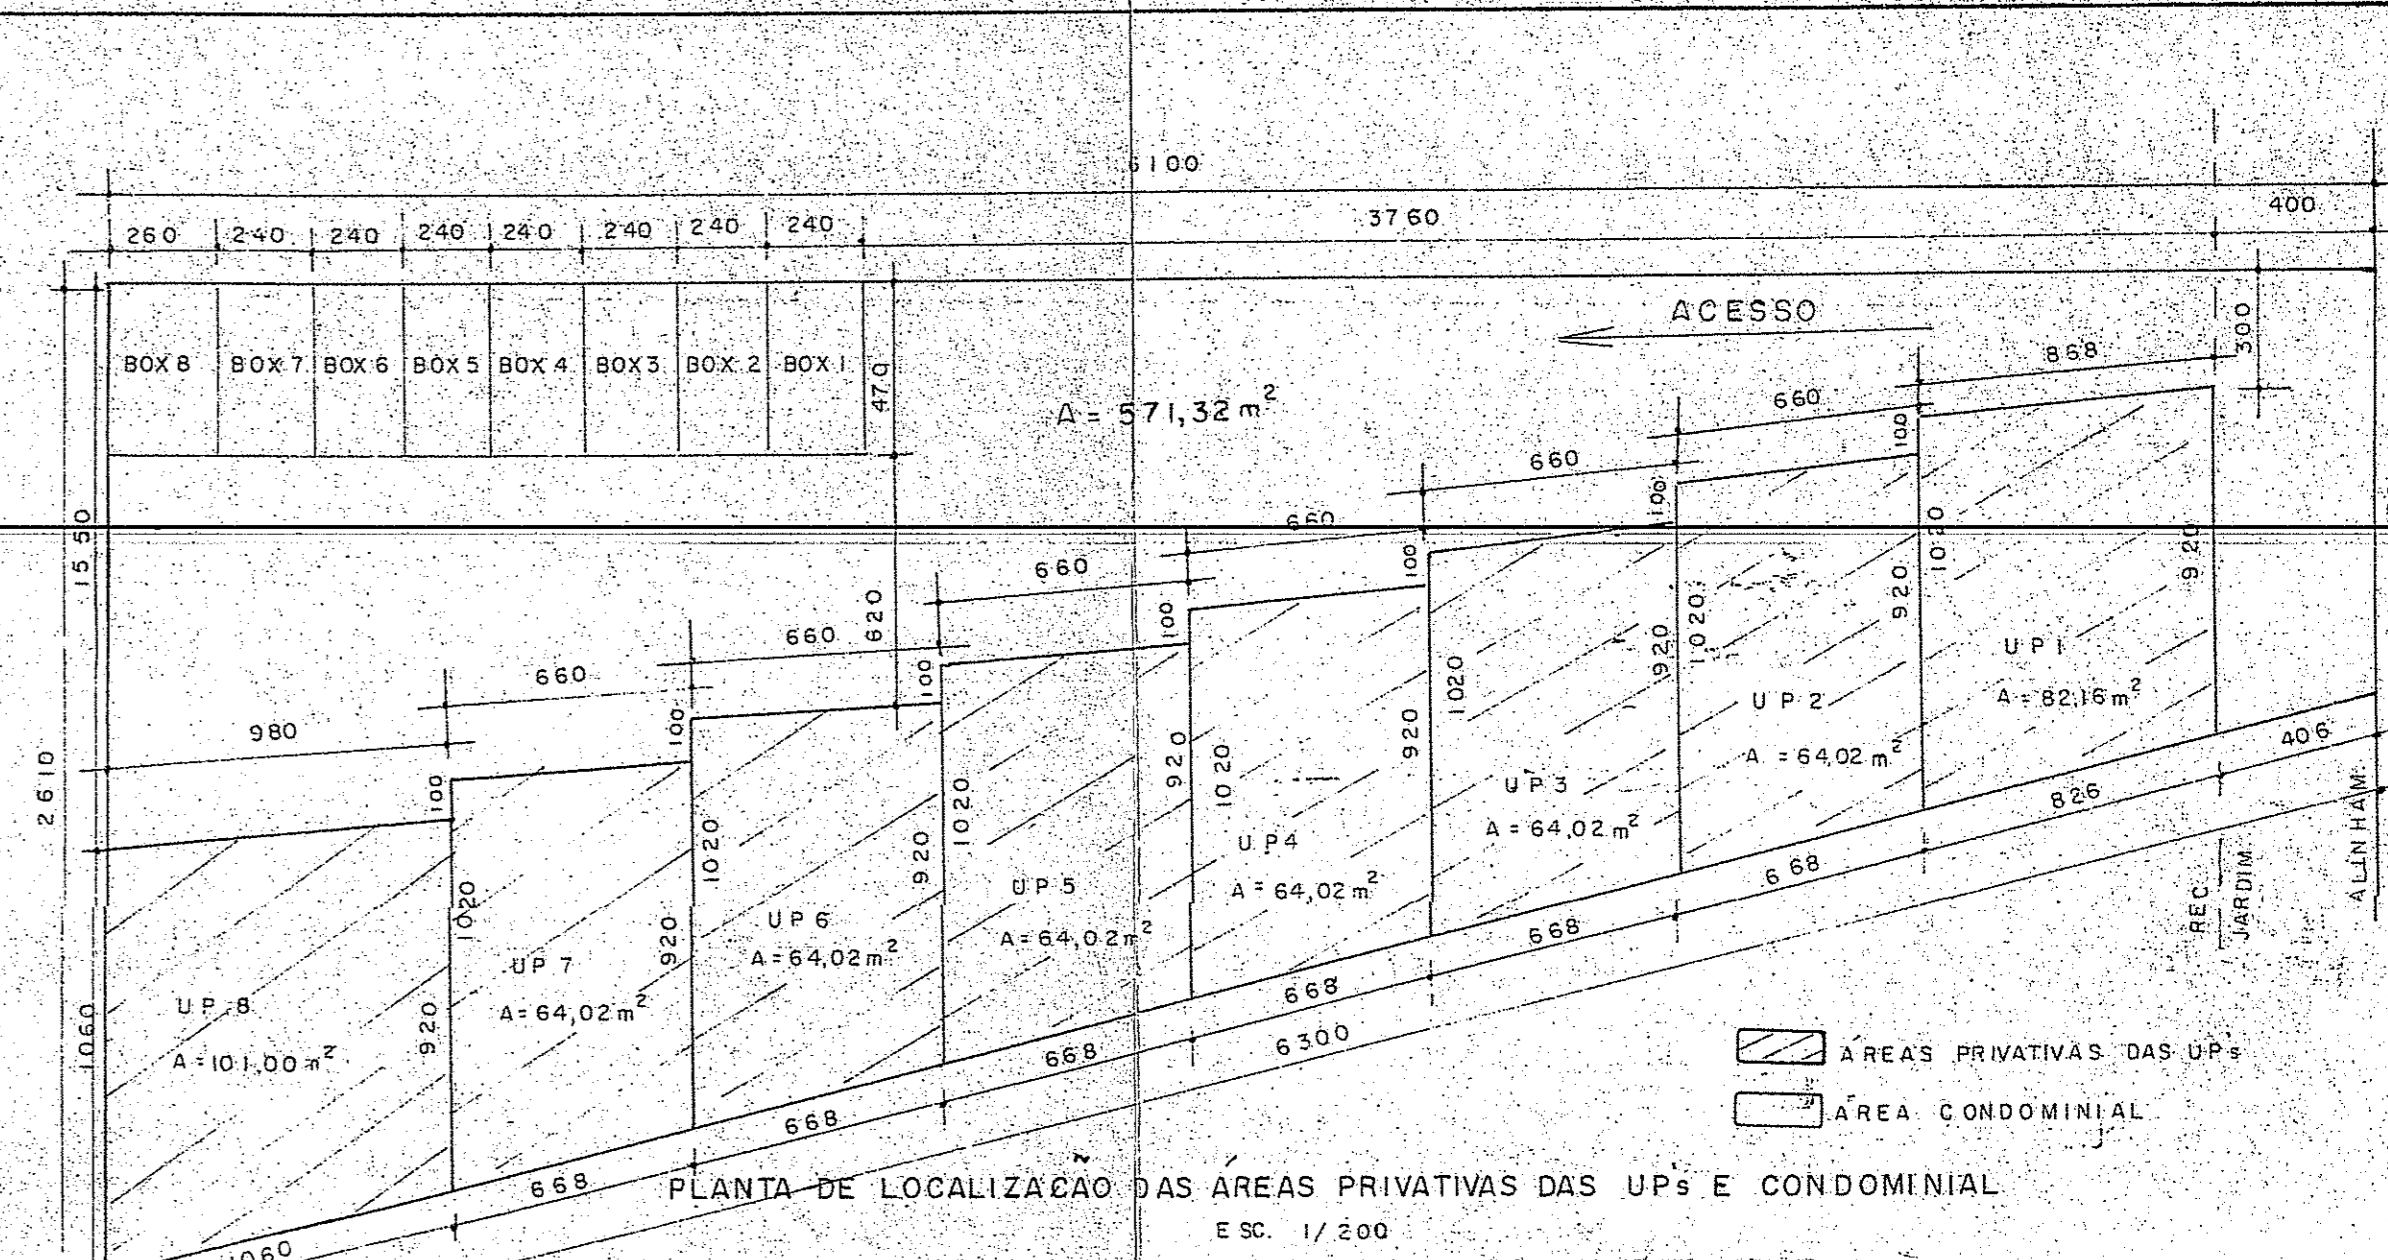 6100
3760
400
260 240 240 240 240 240 240 240
ACESSO
300
BOX 8 BOX 7 BOX 6 BOX 5 BOX 4 BOX 3 BOX 2 BOX 1
470
A = 571,32 m²
868
660
100
660
100
660
100
660
100
660
100
660
100
980
100
1550
620
2610
1060
920
1020
920
1020
920
1020
920
1020
920
1020
920
1020
920
1020
920
UP 1
A = 82,16 m²
UP 2
A = 64,02 m²
UP 3
A = 64,02 m²
UP 4
A = 64,02 m²
UP 5
A = 64,02 m²
UP 6
A = 64,02 m²
UP 7
A = 64,02 m²
UP 8
A = 101,00 m²
406
826
668
668
668
668
668
668
1060
6300
REC.
JARDIM
ALINHAM.
ÁREAS PRIVATIVAS DAS UPs
ÁREA CONDOMINIAL
PLANTA DE LOCALIZAÇÃO DAS ÁREAS PRIVATIVAS DAS UP's E CONDOMINIAL
ESC. 1/200